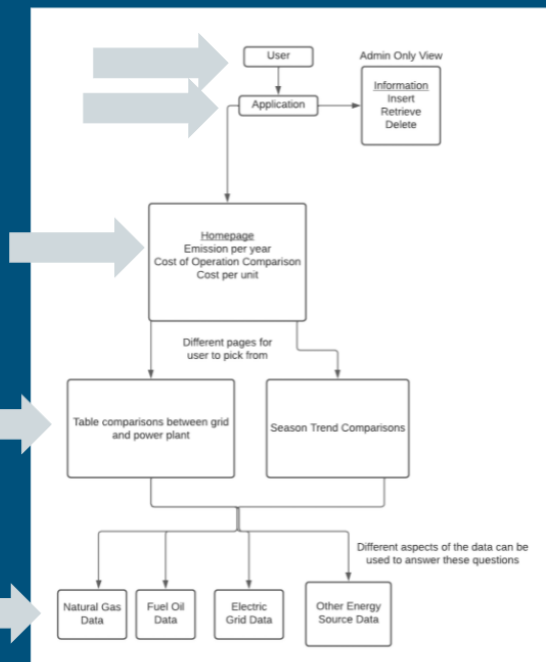 User
Admin Only View
Application
Information
Insert
Retrieve
Delete
Homepage
Emission per year
Cost of Operation Comparison
Cost per unit
Different pages for
user to pick from
Table comparisons between grid
and power plant
Season Trend Comparisons
Different aspects of the data can be
used to answer these questions
Natural Gas
Data
Fuel Oil
Data
Electric
Grid Data
Other Energy
Source Data